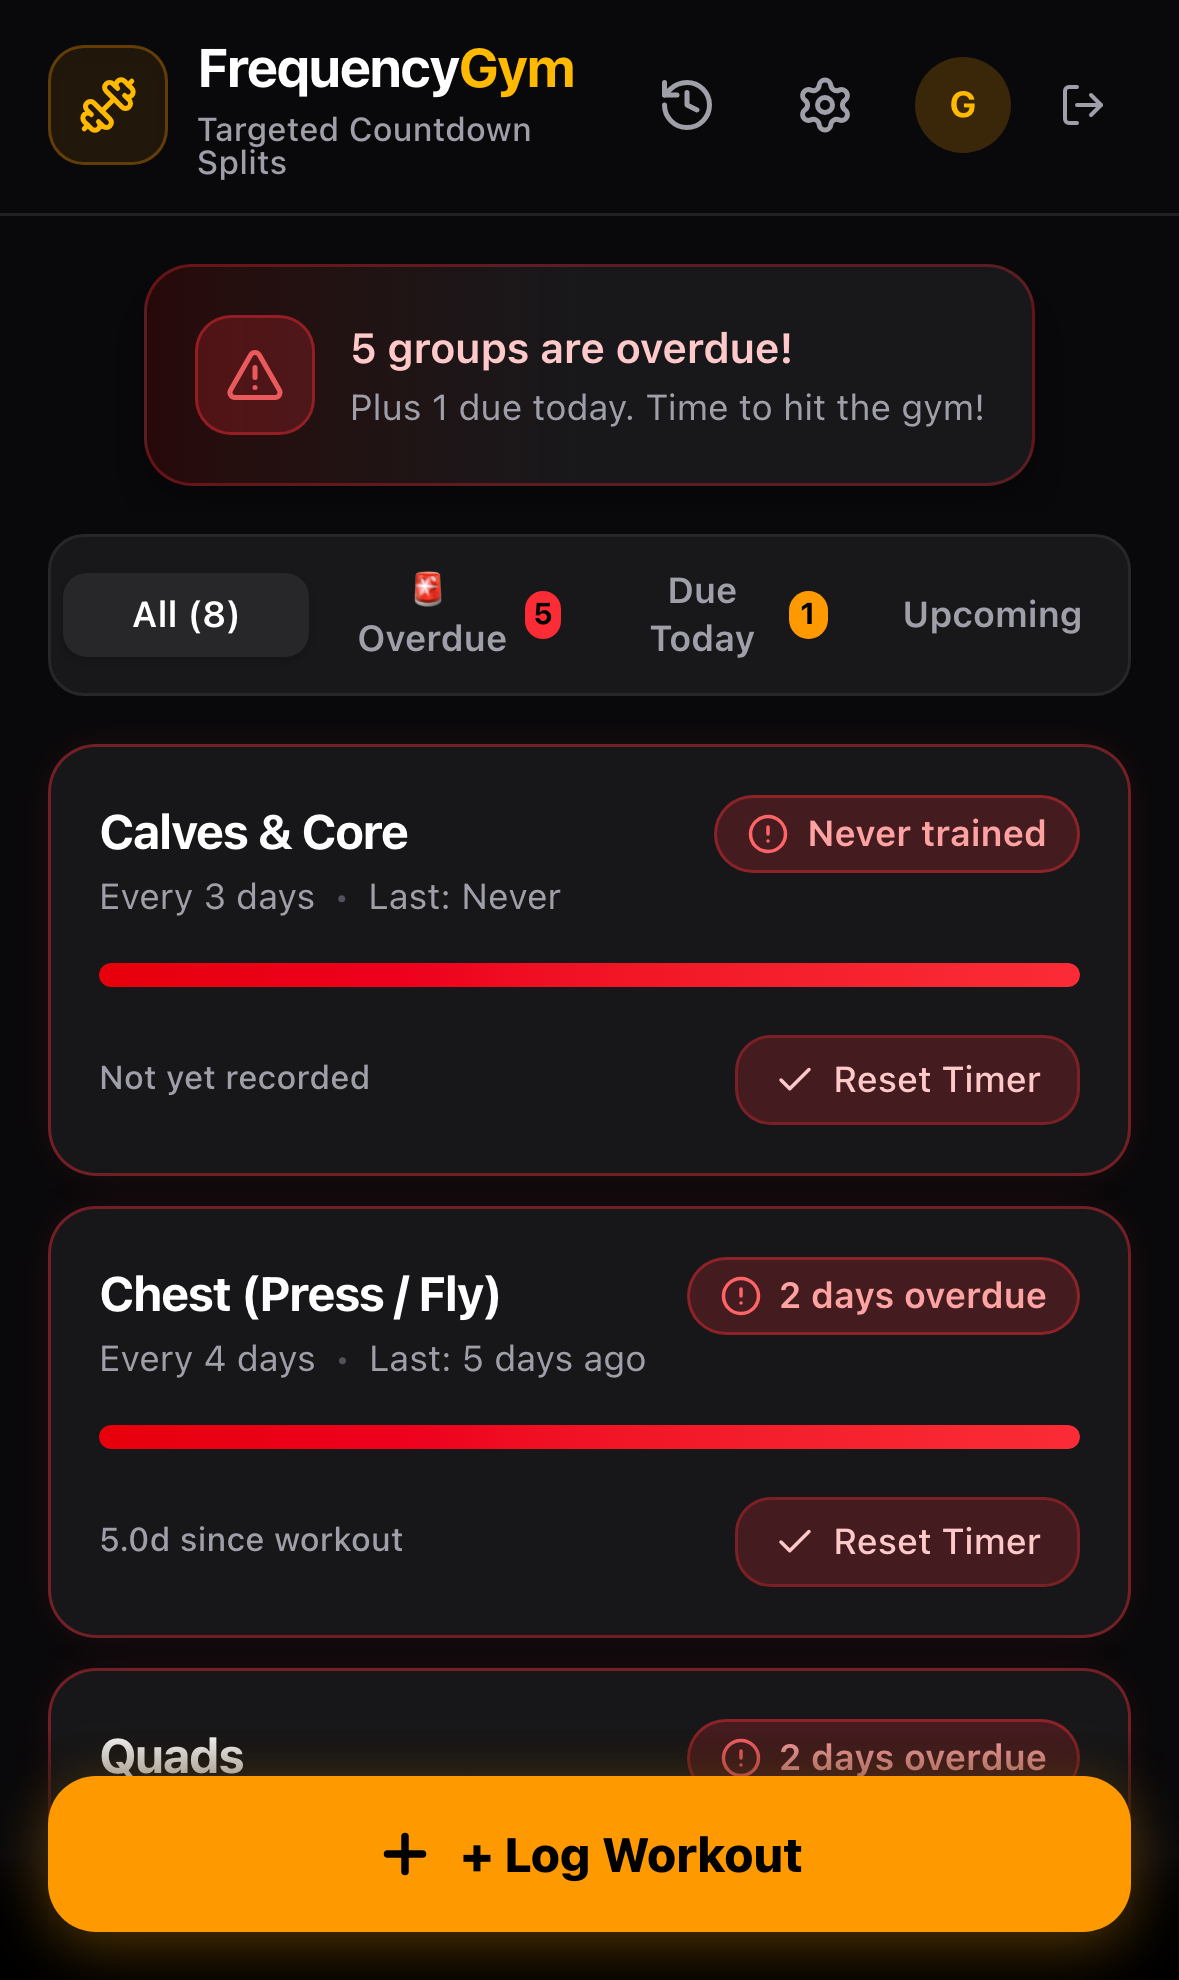 FrequencyGym
Targeted Countdown
Splits
G
5 groups are overdue!
Plus 1 due today. Time to hit the gym!
All (8)
🚨
Overdue
5
Due
Today
1
Upcoming
Calves & Core
Never trained
Every 3 days • Last: Never
Not yet recorded
Reset Timer
Chest (Press / Fly)
2 days overdue
Every 4 days • Last: 5 days ago
5.0d since workout
Reset Timer
Quads
2 days overdue
+ Log Workout